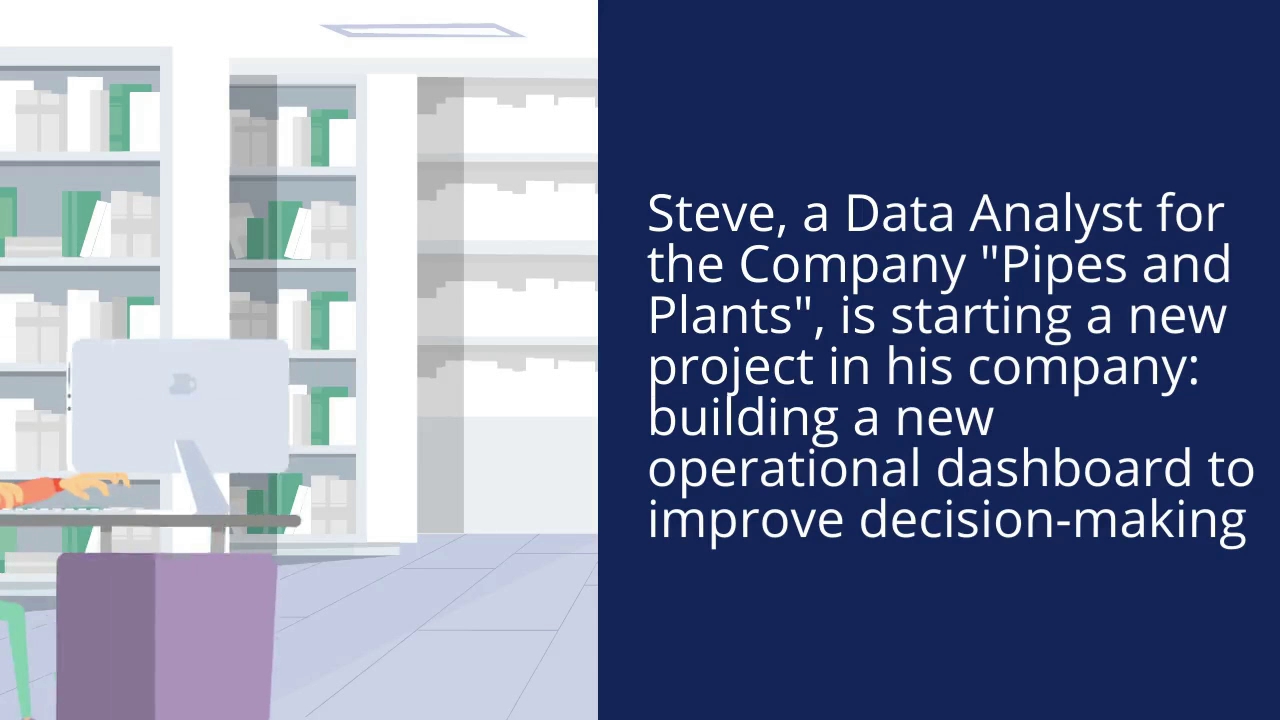 Steve, a Data Analyst for
the Company "Pipes and
Plants", is starting a new
project in his company:
building a new
operational dashboard to
improve decision-making